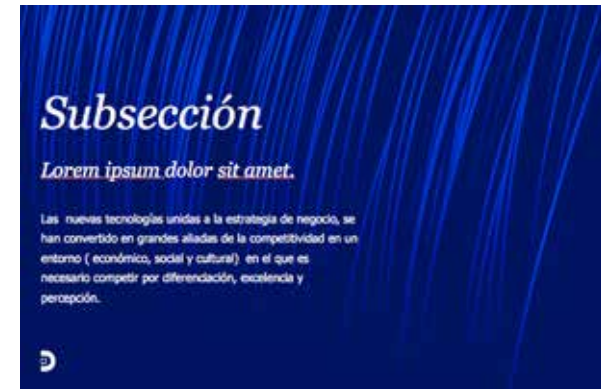 Subsección
Lorem ipsum dolor sit amet.
Las nuevas tecnologías unidas a la estrategia de negocio, se
han convertido en grandes aliadas de la competitividad en un
entorno ( económico, social y cultural) en el que es
necesario competir por diferenciación, excelencia y
percepción.